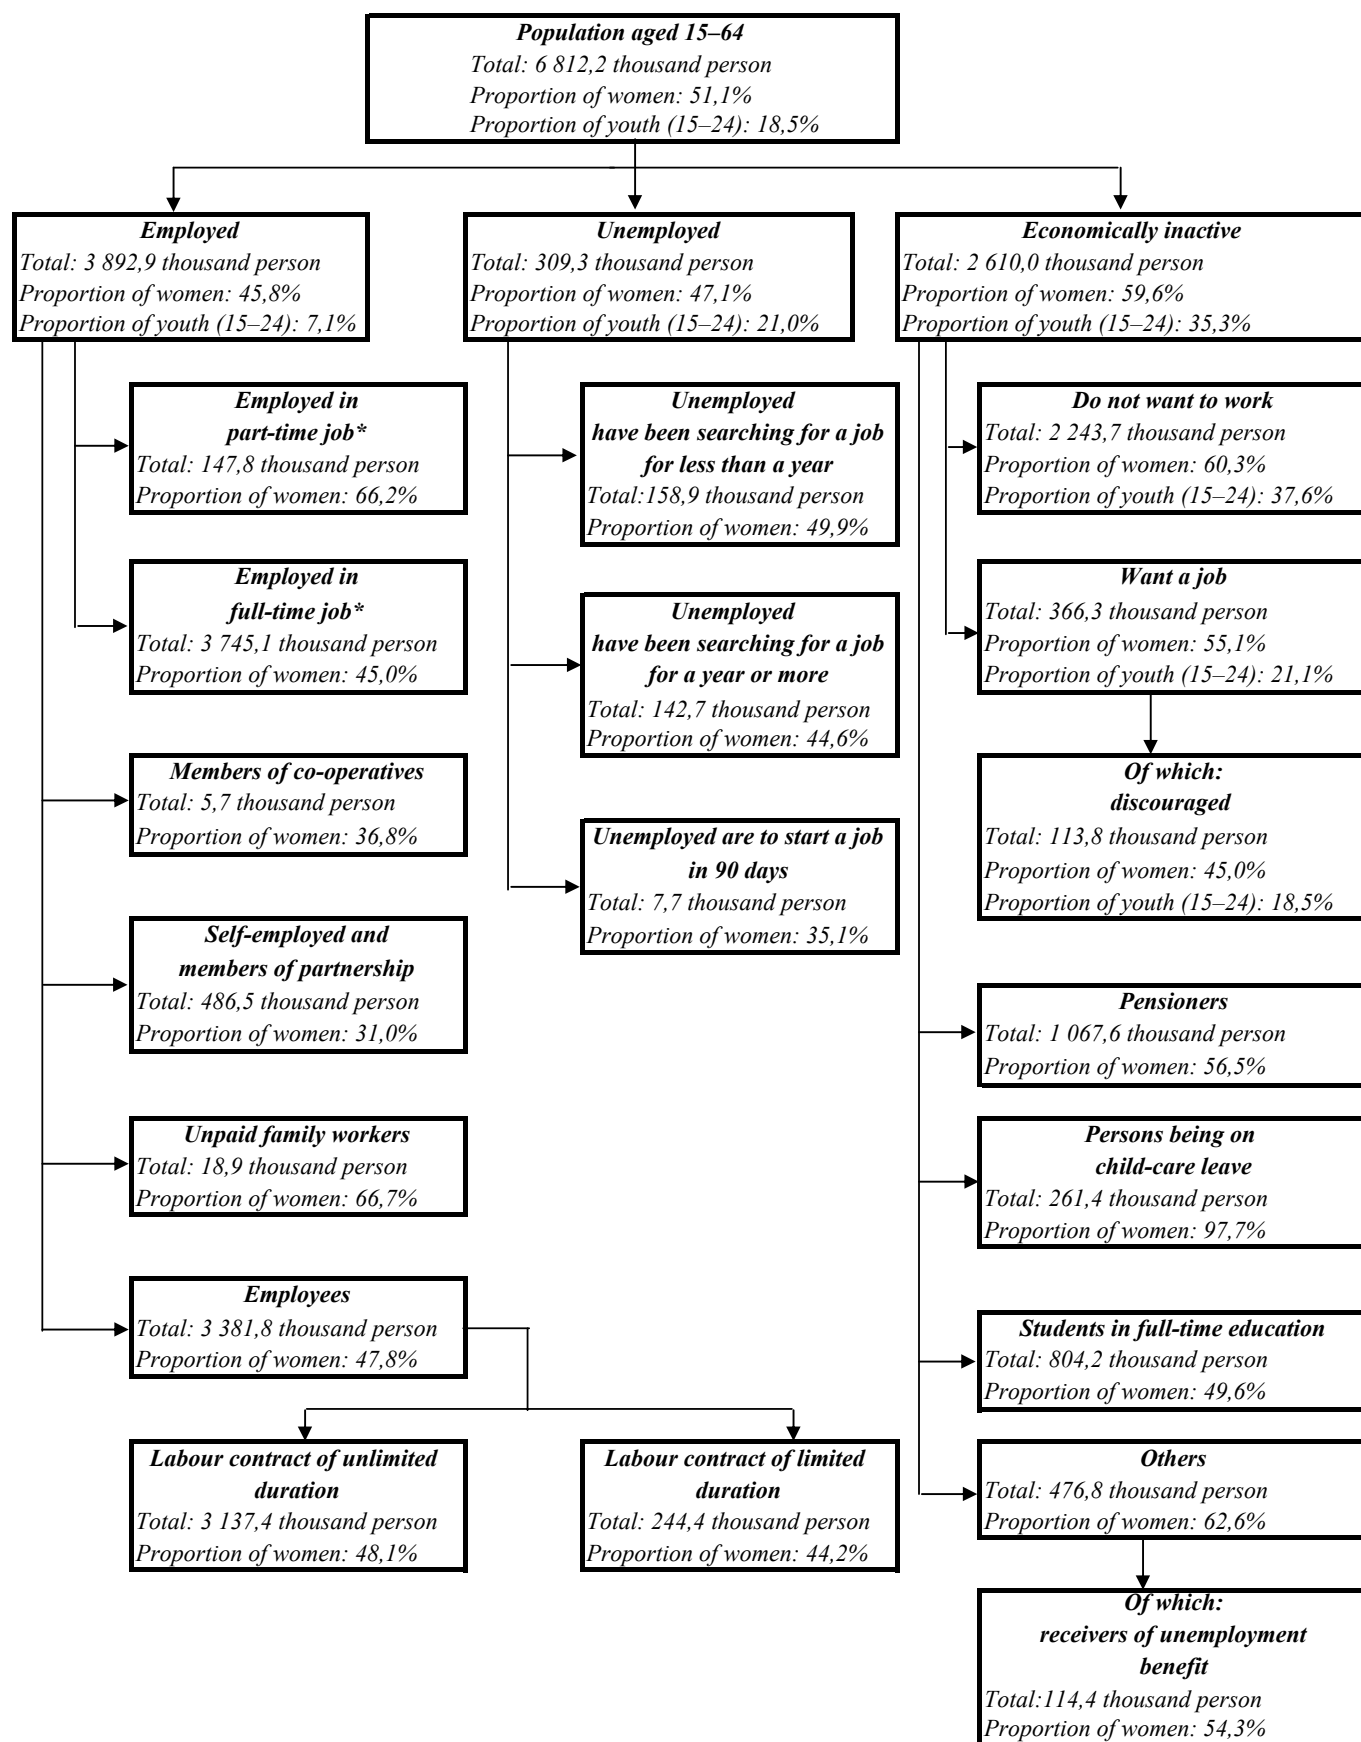 Population aged 15–64
Total: 6 812,2 thousand person
Proportion of women: 51,1%
Proportion of youth (15–24): 18,5%
Employed
Total: 3 892,9 thousand person
Proportion of women: 45,8%
Proportion of youth (15–24): 7,1%
Unemployed
Total: 309,3 thousand person
Proportion of women: 47,1%
Proportion of youth (15–24): 21,0%
Economically inactive
Total: 2 610,0 thousand person
Proportion of women: 59,6%
Proportion of youth (15–24): 35,3%
Employed in
part-time job*
Total: 147,8 thousand person
Proportion of women: 66,2%
Employed in
full-time job*
Total: 3 745,1 thousand person
Proportion of women: 45,0%
Members of co-operatives
Total: 5,7 thousand person
Proportion of women: 36,8%
Self-employed and
members of partnership
Total: 486,5 thousand person
Proportion of women: 31,0%
Unpaid family workers
Total: 18,9 thousand person
Proportion of women: 66,7%
Employees
Total: 3 381,8 thousand person
Proportion of women: 47,8%
Labour contract of unlimited
duration
Total: 3 137,4 thousand person
Proportion of women: 48,1%
Labour contract of limited
duration
Total: 244,4 thousand person
Proportion of women: 44,2%
Unemployed
have been searching for a job
for less than a year
Total:158,9 thousand person
Proportion of women: 49,9%
Unemployed
have been searching for a job
for a year or more
Total: 142,7 thousand person
Proportion of women: 44,6%
Unemployed are to start a job
in 90 days
Total: 7,7 thousand person
Proportion of women: 35,1%
Do not want to work
Total: 2 243,7 thousand person
Proportion of women: 60,3%
Proportion of youth (15–24): 37,6%
Want a job
Total: 366,3 thousand person
Proportion of women: 55,1%
Proportion of youth (15–24): 21,1%
Of which:
discouraged
Total: 113,8 thousand person
Proportion of women: 45,0%
Proportion of youth (15–24): 18,5%
Pensioners
Total: 1 067,6 thousand person
Proportion of women: 56,5%
Persons being on
child-care leave
Total: 261,4 thousand person
Proportion of women: 97,7%
Students in full-time education
Total: 804,2 thousand person
Proportion of women: 49,6%
Others
Total: 476,8 thousand person
Proportion of women: 62,6%
Of which:
receivers of unemployment
benefit
Total:114,4 thousand person
Proportion of women: 54,3%